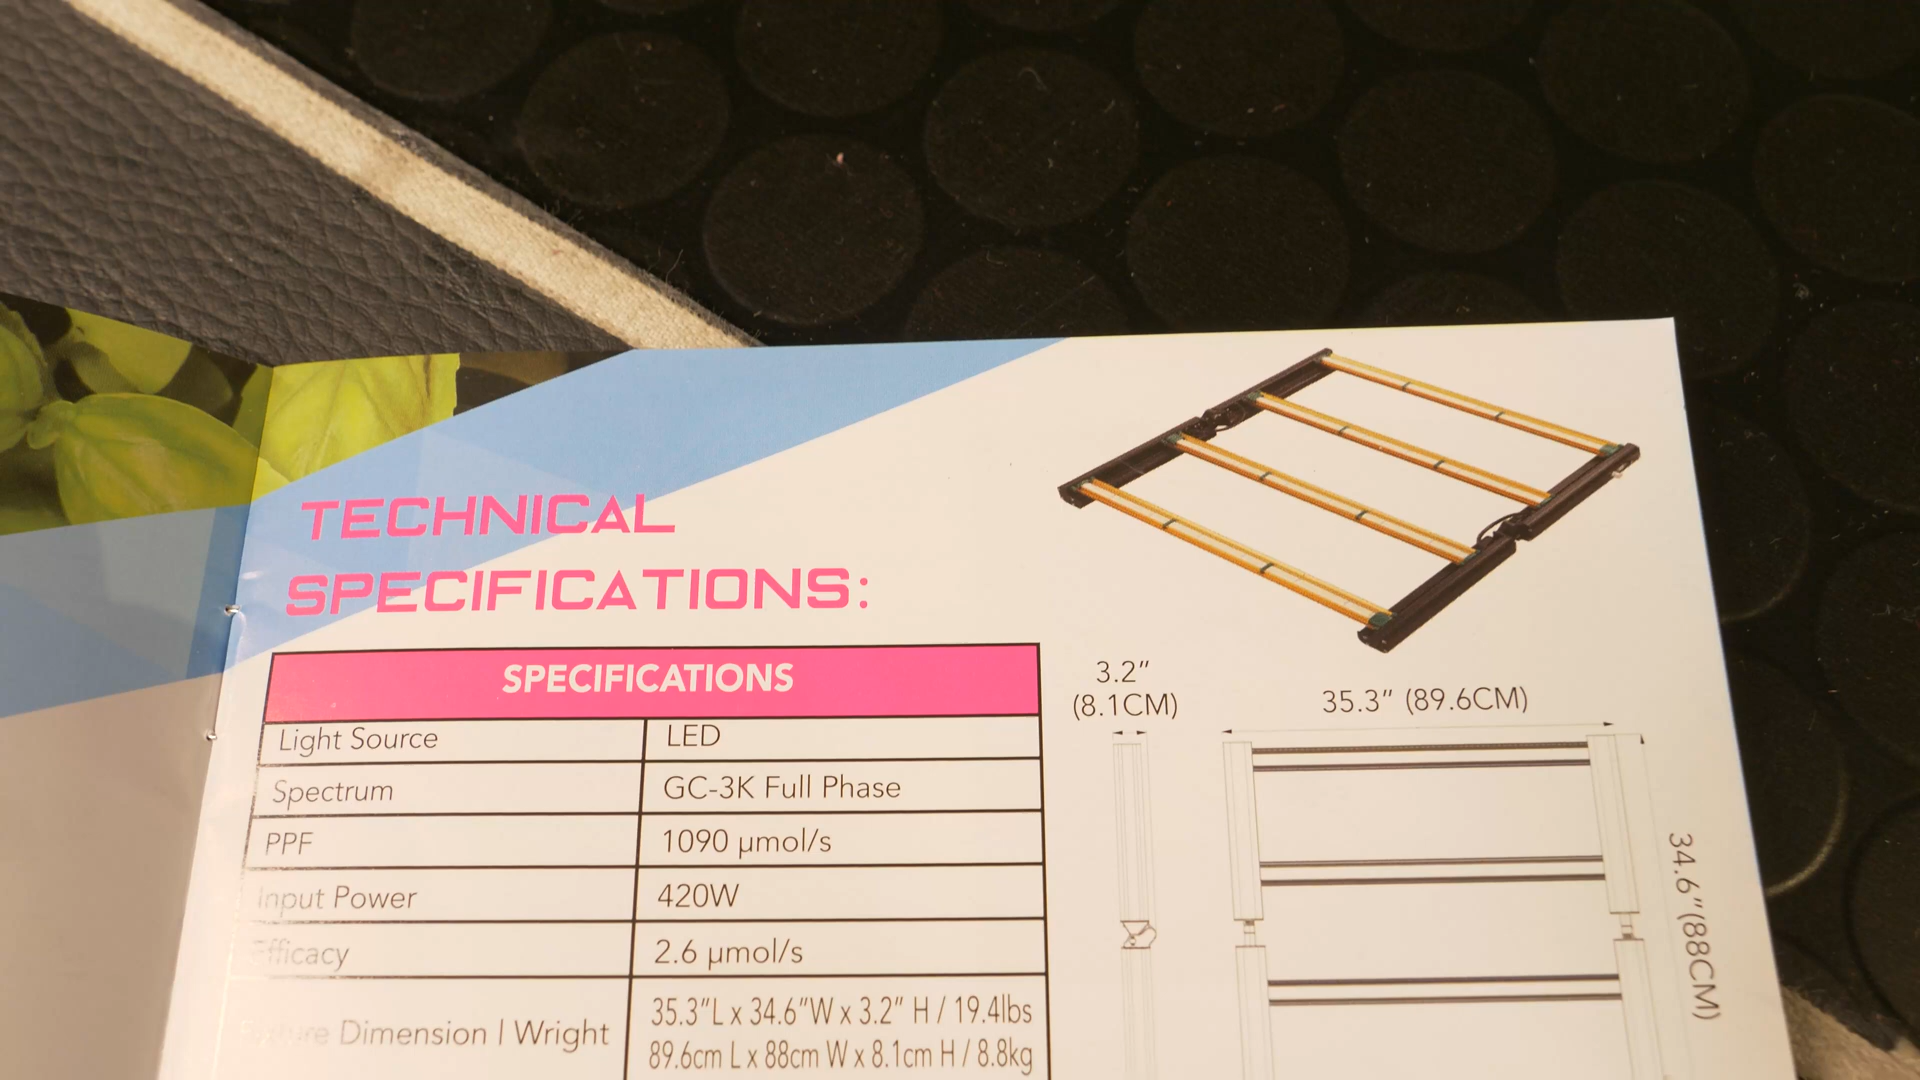 TECHNICAL
SPECIFICATIONS:
SPECIFICATIONS
Light Source LED
Spectrum GC-3K Full Phase
PPF 1090 µmol/s
Input Power 420W
Efficacy 2.6 µmol/s
Dimension | Wright
35.3"L x 34.6"W x 3.2" H / 19.4lbs
89.6cm L x 88cm W x 8.1cm H / 8.8kg
3.2"
(8.1CM)
35.3" (89.6CM)
34.6"(88CM)